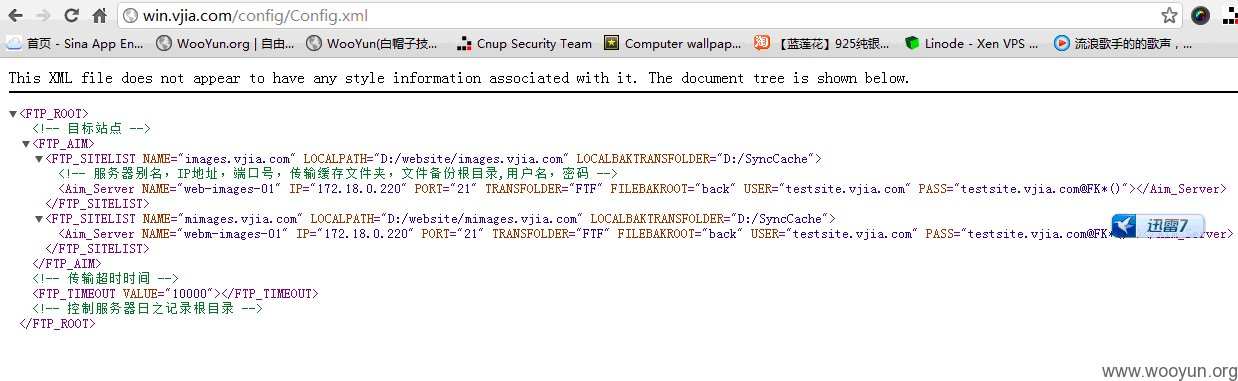 win.vjia.com/config/Config.xml
首页 - Sina App En... WooYun.org | 自由... WooYun(白帽子技... Cnup Security Team Computer wallpap... 【蓝莲花】925纯银... Linode - Xen VPS ... 流浪歌手的的歌声，...
This XML file does not appear to have any style information associated with it. The document tree is shown below.
▼<FTP_ROOT>
<!-- 目标站点 -->
▼<FTP_AIM>
▼<FTP_SITELIST NAME="images.vjia.com" LOCALPATH="D:/website/images.vjia.com" LOCALBAKTRANSFOLDER="D:/SyncCache">
<!-- 服务器别名，IP地址，端口号，传输缓存文件夹，文件备份根目录,用户名，密码 -->
<Aim_Server NAME="web-images-01" IP="172.18.0.220" PORT="21" TRANSFOLDER="FTF" FILEBAKROOT="back" USER="testsite.vjia.com" PASS="testsite.vjia.com@FK*()"></Aim_Server>
</FTP_SITELIST>
▼<FTP_SITELIST NAME="mimages.vjia.com" LOCALPATH="D:/website/mimages.vjia.com" LOCALBAKTRANSFOLDER="D:/SyncCache">
<Aim_Server NAME="webm-images-01" IP="172.18.0.220" PORT="21" TRANSFOLDER="FTF" FILEBAKROOT="back" USER="testsite.vjia.com" PASS="testsite.vjia.com@FK* Aim_Server>
迅雷7
</FTP_SITELIST>
</FTP_AIM>
<!-- 传输超时时间 -->
<FTP_TIMEOUT VALUE="10000"></FTP_TIMEOUT>
<!-- 控制服务器日之记录根目录 -->
</FTP_ROOT>
www.wooyun.org